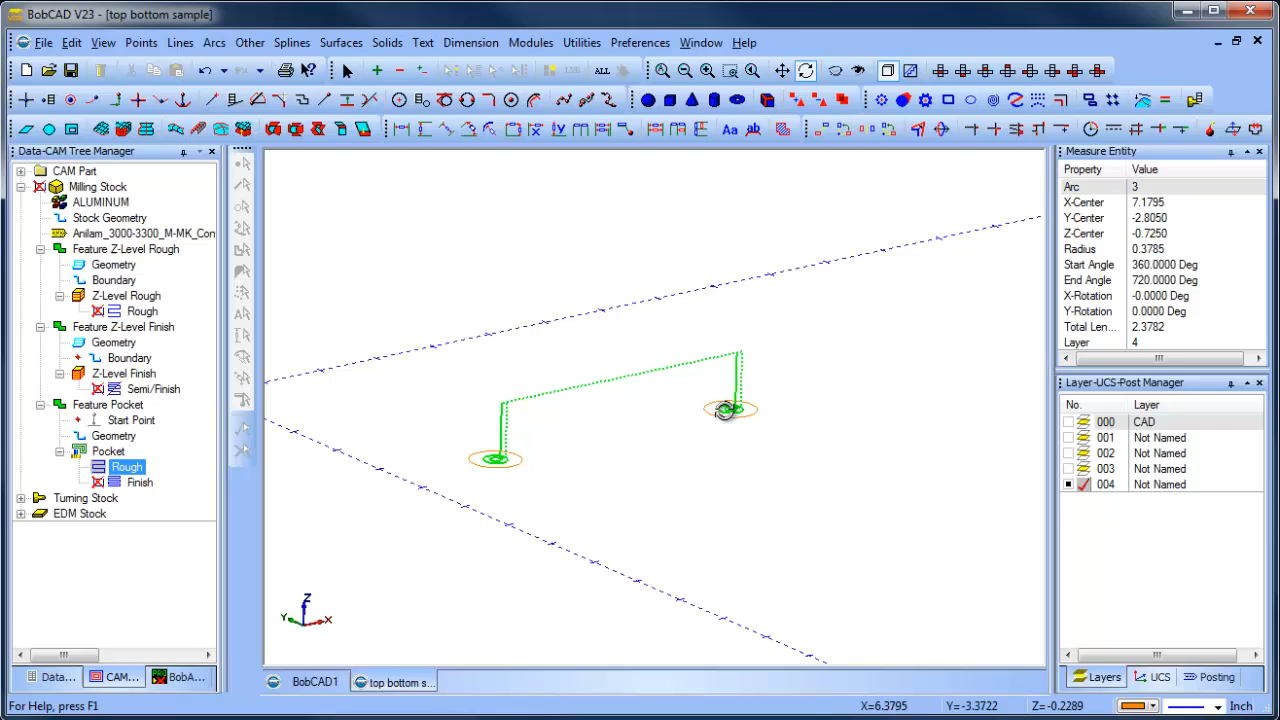 BobCAD V23 - [top bottom sample]
File Edit View Points Lines Arcs Other Splines Surfaces Solids Text Dimension Modules Utilities Preferences Window Help
ALL
Aa ab
Data-CAM Tree Manager
CAM Part
Milling Stock
ALUMINUM
Stock Geometry
Anilam_3000-3300_M-MK_Con
Feature Z-Level Rough
Geometry
Boundary
Z-Level Rough
Rough
Feature Z-Level Finish
Geometry
Boundary
Z-Level Finish
Semi/Finish
Feature Pocket
Start Point
Geometry
Pocket
Rough
Finish
Turning Stock
EDM Stock
Data... CAM... BobA...
Z
Y X
BobCAD1 top bottom s...
Measure Entity
Property Value
Arc 3
X-Center 7.1795
Y-Center -2.8050
Z-Center -0.7250
Radius 0.3785
Start Angle 360.0000 Deg
End Angle 720.0000 Deg
X-Rotation -0.0000 Deg
Y-Rotation 0.0000 Deg
Total Len... 2.3782
Layer 4
Layer-UCS-Post Manager
No. Layer
000 CAD
001 Not Named
002 Not Named
003 Not Named
004 Not Named
Layers UCS Posting
For Help, press F1 X=6.3795 Y=-3.3722 Z=-0.2289 Inch